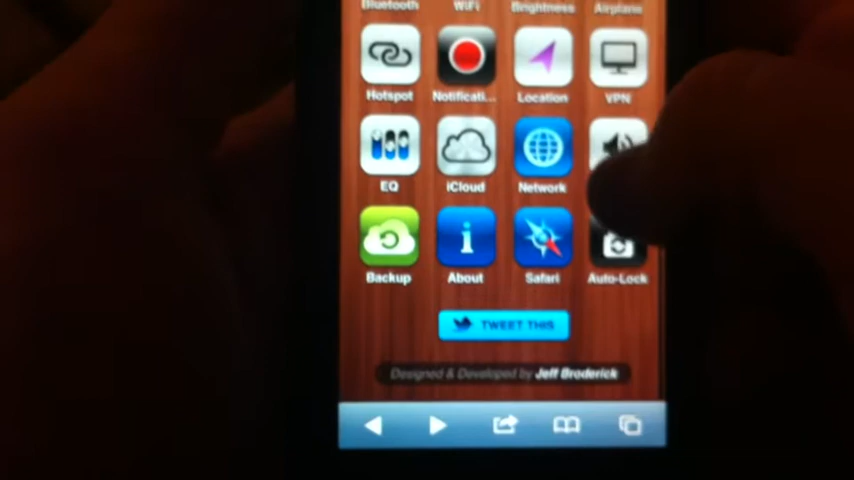 Bluetooth WiFi Brightness Airplane
Hotspot Notificati... Location VPN
EQ iCloud Network
Backup About Safari Auto-Lock
TWEET THIS
Designed & Developed by Jeff Broderick